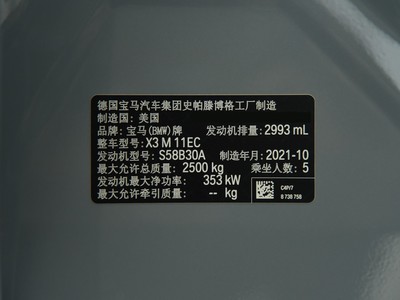 德国宝马汽车集团史帕滕博格工厂制造
制造国: 美国
品牌: 宝马(BMW)牌 发动机排量: 2993 mL
整车型号: X3 M 11EC
发动机型号: S58B30A 制造年月: 2021-10
最大允许总质量: 2500 kg 乘坐人数: 5
发动机最大净功率: 353 kW
最大允许牵引质量: -- kg
C4PI7
8 738 758